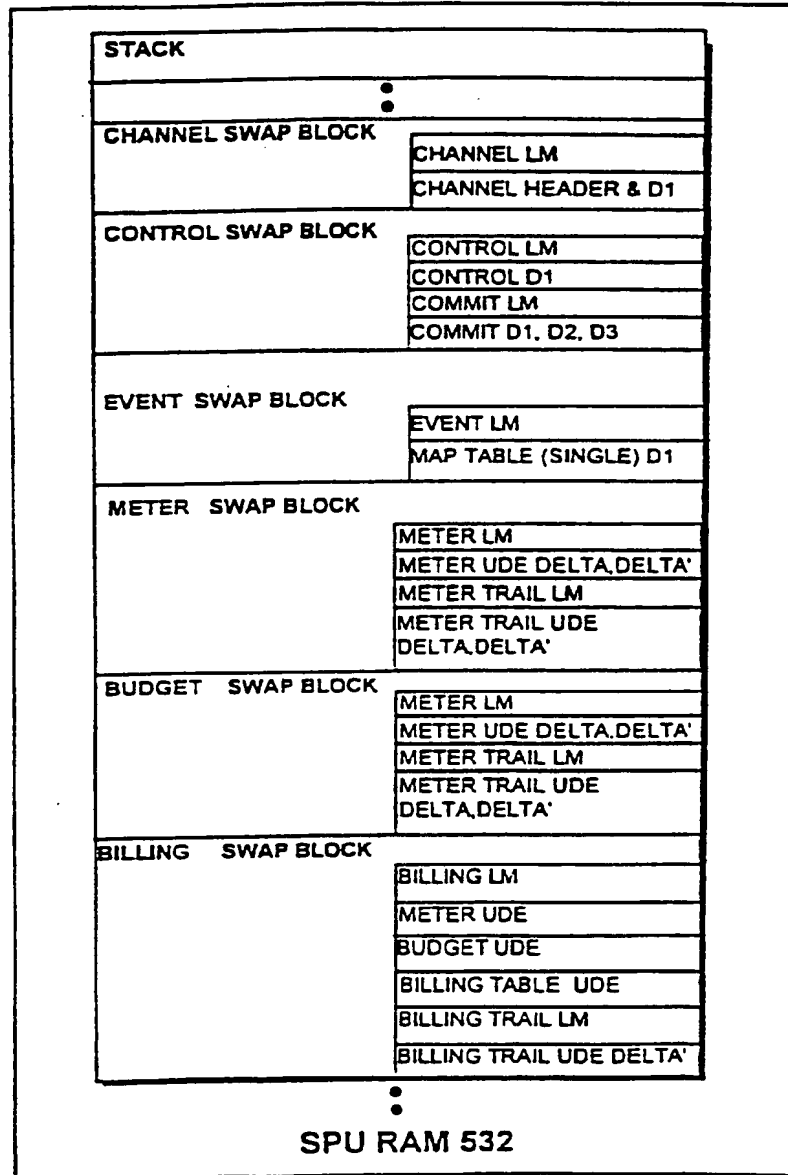 STACK
CHANNEL SWAP BLOCK
CHANNEL LM
CHANNEL HEADER & D1
CONTROL SWAP BLOCK
CONTROL LM
CONTROL D1
COMMIT LM
COMMIT D1, D2, D3
EVENT SWAP BLOCK
EVENT LM
MAP TABLE (SINGLE) D1
METER SWAP BLOCK
METER LM
METER UDE DELTA,DELTA'
METER TRAIL LM
METER TRAIL UDE
DELTA,DELTA'
BUDGET SWAP BLOCK
METER LM
METER UDE DELTA,DELTA'
METER TRAIL LM
METER TRAIL UDE
DELTA,DELTA'
BILLING SWAP BLOCK
BILLING LM
METER UDE
BUDGET UDE
BILLING TABLE UDE
BILLING TRAIL LM
BILLING TRAIL UDE DELTA'
SPU RAM 532